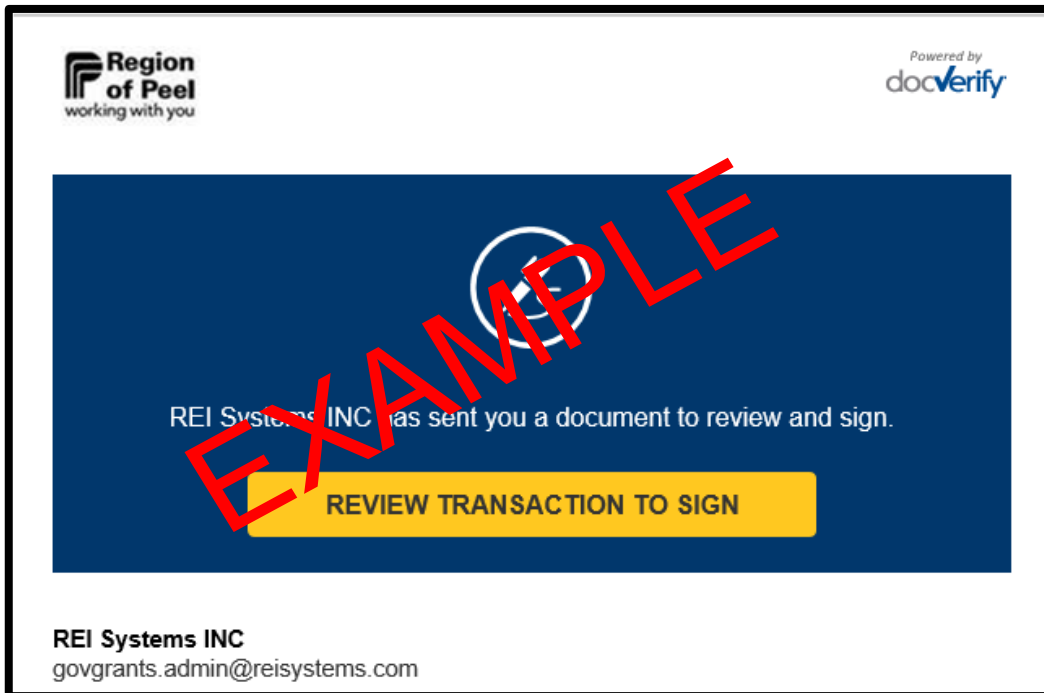 Region
of Peel
working with you
Powered by
docVerify
EXAMPLE
REI Systems INC has sent you a document to review and sign.
REVIEW TRANSACTION TO SIGN
REI Systems INC
govgrants.admin@reisystems.com